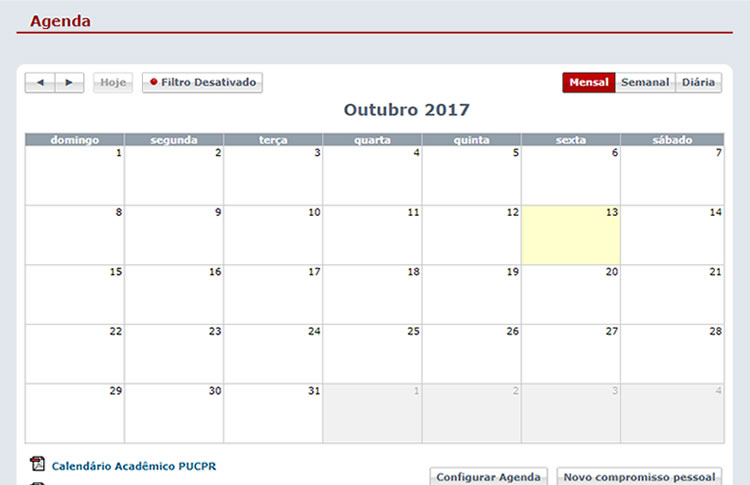 Agenda
Hoje Filtro Desativado Mensal Semanal Diária
Outubro 2017
domingo segunda terça quarta quinta sexta sábado
1 2 3 4 5 6 7
8 9 10 11 12 13 14
15 16 17 18 19 20 21
22 23 24 25 26 27 28
29 30 31 1 2 3 4
Calendário Acadêmico PUCPR
Configurar Agenda Novo compromisso pessoal